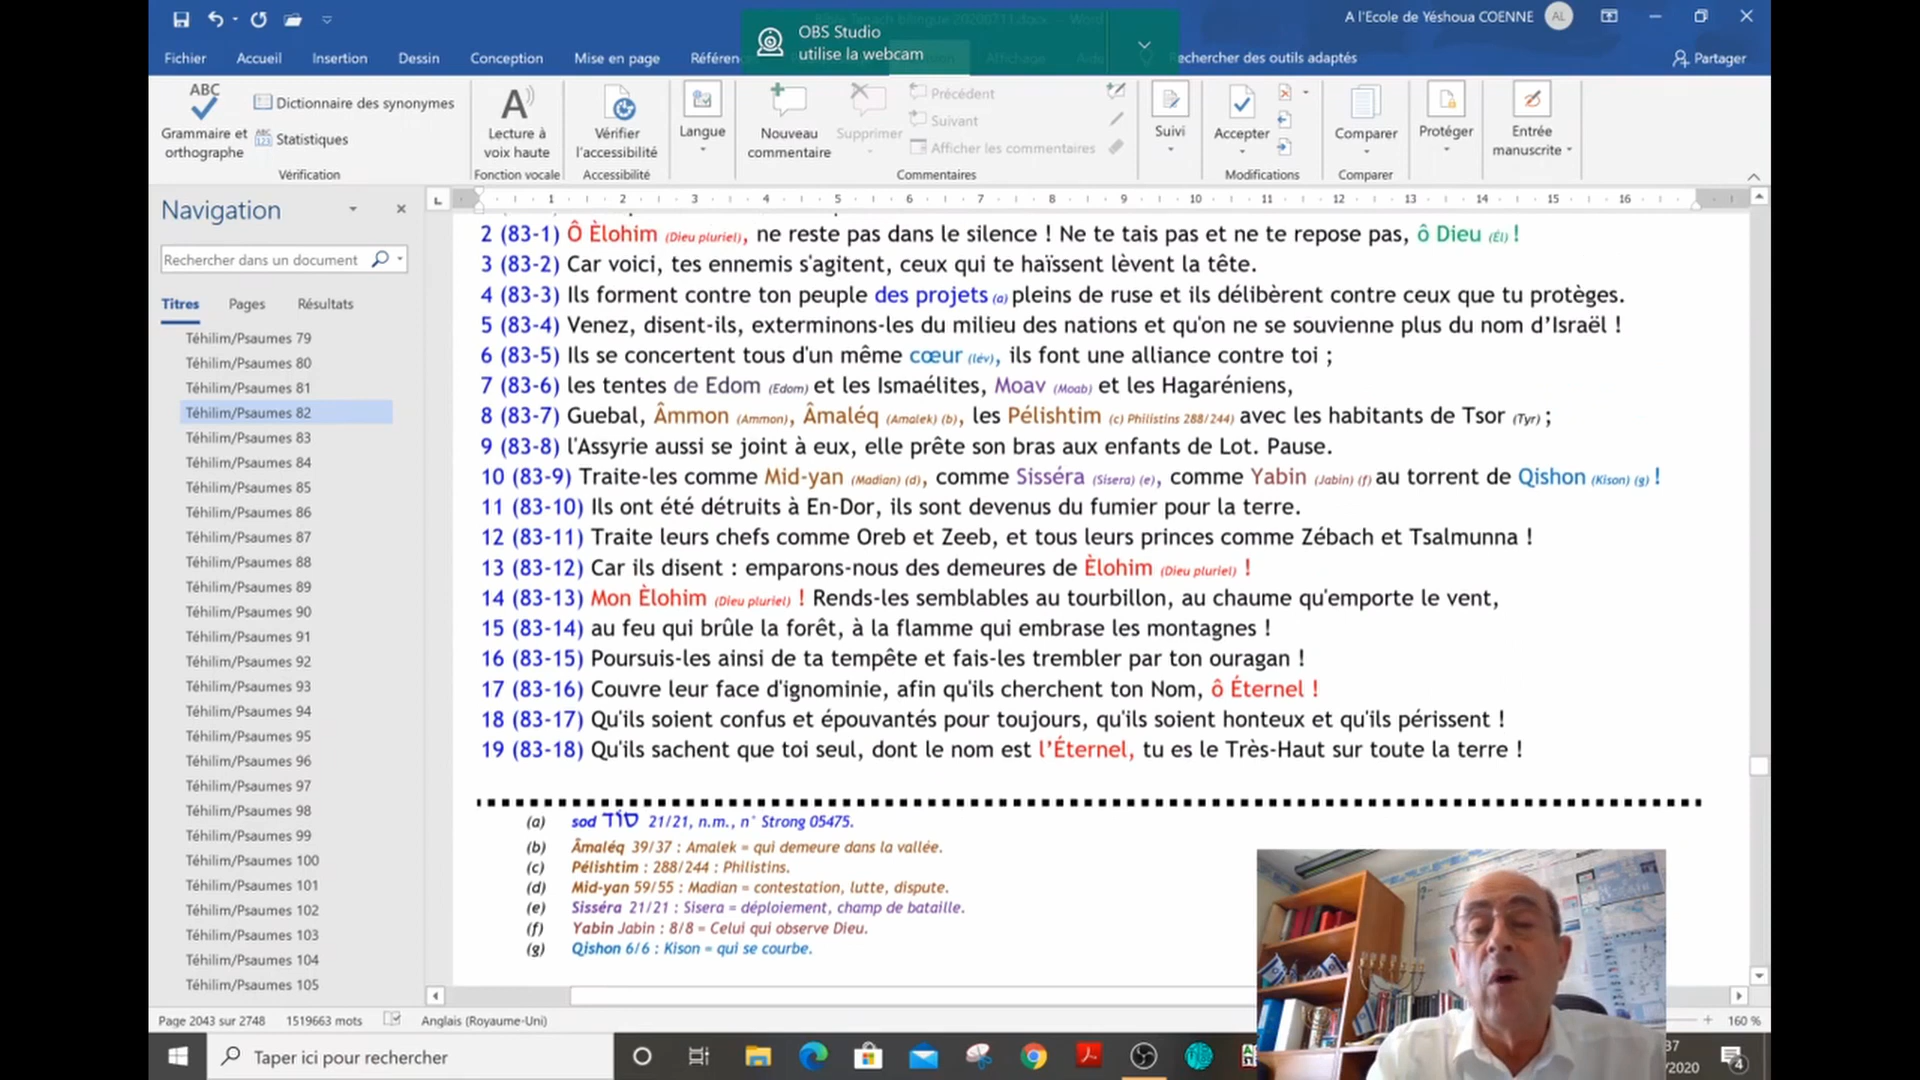 A l'Ecole de Yéshoua COENNE AL
OBS Studio
utilise la webcam
Fichier Accueil Insertion Dessin Conception Mise en page Référen Rechercher des outils adaptés Partager
ABC
Grammaire et
orthographe
Dictionnaire des synonymes
Statistiques
Vérification
Lecture à
voix haute
Fonction vocale
Vérifier
l'accessibilité
Accessibilité
Langue
Nouveau
commentaire
Supprimer
Précédent
Suivant
Afficher les commentaires
Commentaires
Suivi
Accepter
Modifications
Comparer
Comparer
Protéger
Entrée
manuscrite
Navigation
Rechercher dans un document
Titres Pages Résultats
Téhilim/Psaumes 79
Téhilim/Psaumes 80
Téhilim/Psaumes 81
Téhilim/Psaumes 82
Téhilim/Psaumes 83
Téhilim/Psaumes 84
Téhilim/Psaumes 85
Téhilim/Psaumes 86
Téhilim/Psaumes 87
Téhilim/Psaumes 88
Téhilim/Psaumes 89
Téhilim/Psaumes 90
Téhilim/Psaumes 91
Téhilim/Psaumes 92
Téhilim/Psaumes 93
Téhilim/Psaumes 94
Téhilim/Psaumes 95
Téhilim/Psaumes 96
Téhilim/Psaumes 97
Téhilim/Psaumes 98
Téhilim/Psaumes 99
Téhilim/Psaumes 100
Téhilim/Psaumes 101
Téhilim/Psaumes 102
Téhilim/Psaumes 103
Téhilim/Psaumes 104
Téhilim/Psaumes 105
1 2 3 4 5 6 7 8 9 10 11 12 13 14 15 16
2 (83-1) Ô Èlohim (Dieu pluriel), ne reste pas dans le silence ! Ne te tais pas et ne te repose pas, ô Dieu (Él) !
3 (83-2) Car voici, tes ennemis s'agitent, ceux qui te haïssent lèvent la tête.
4 (83-3) Ils forment contre ton peuple des projets (a) pleins de ruse et ils délibèrent contre ceux que tu protèges.
5 (83-4) Venez, disent-ils, exterminons-les du milieu des nations et qu'on ne se souvienne plus du nom d’Israël !
6 (83-5) Ils se concertent tous d'un même cœur (lév), ils font une alliance contre toi ;
7 (83-6) les tentes de Edom (Edom) et les Ismaélites, Moav (Moab) et les Hagaréniens,
8 (83-7) Guebal, Âmmon (Ammon), Âmaléq (Amalek) (b), les Pélishtim (c) Philistins 288/244) avec les habitants de Tsor (Tyr) ;
9 (83-8) l'Assyrie aussi se joint à eux, elle prête son bras aux enfants de Lot. Pause.
10 (83-9) Traite-les comme Mid-yan (Madian) (d), comme Sisséra (Sisera) (e), comme Yabin (Jabin) (f) au torrent de Qishon (Kison) (g) !
11 (83-10) Ils ont été détruits à En-Dor, ils sont devenus du fumier pour la terre.
12 (83-11) Traite leurs chefs comme Oreb et Zeeb, et tous leurs princes comme Zébach et Tsalmunna !
13 (83-12) Car ils disent : emparons-nous des demeures de Èlohim (Dieu pluriel) !
14 (83-13) Mon Èlohim (Dieu pluriel) ! Rends-les semblables au tourbillon, au chaume qu'emporte le vent,
15 (83-14) au feu qui brûle la forêt, à la flamme qui embrase les montagnes !
16 (83-15) Poursuis-les ainsi de ta tempête et fais-les trembler par ton ouragan !
17 (83-16) Couvre leur face d'ignominie, afin qu'ils cherchent ton Nom, ô Éternel !
18 (83-17) Qu'ils soient confus et épouvantés pour toujours, qu'ils soient honteux et qu'ils périssent !
19 (83-18) Qu'ils sachent que toi seul, dont le nom est l’Éternel, tu es le Très-Haut sur toute la terre !
(a) sod סוֹד 21/21, n.m., n° Strong 05475.
(b) Âmaléq 39/37 : Amalek = qui demeure dans la vallée.
(c) Pélishtim : 288/244 : Philistins.
(d) Mid-yan 59/55 : Madian = contestation, lutte, dispute.
(e) Sisséra 21/21 : Sisera = déploiement, champ de bataille.
(f) Yabin Jabin : 8/8 = Celui qui observe Dieu.
(g) Qishon 6/6 : Kison = qui se courbe.
Page 2043 sur 2748 1519663 mots Anglais (Royaume-Uni) 160 %
Taper ici pour rechercher
37
/2020
4